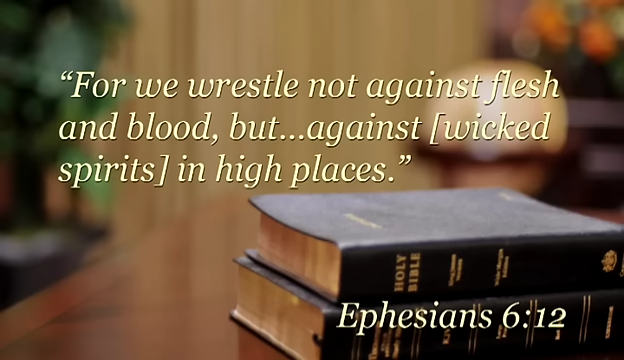 “For we wrestle not against flesh
and blood, but...against [wicked
spirits] in high places.”
HOLY
BIBLE
Ephesians 6:12